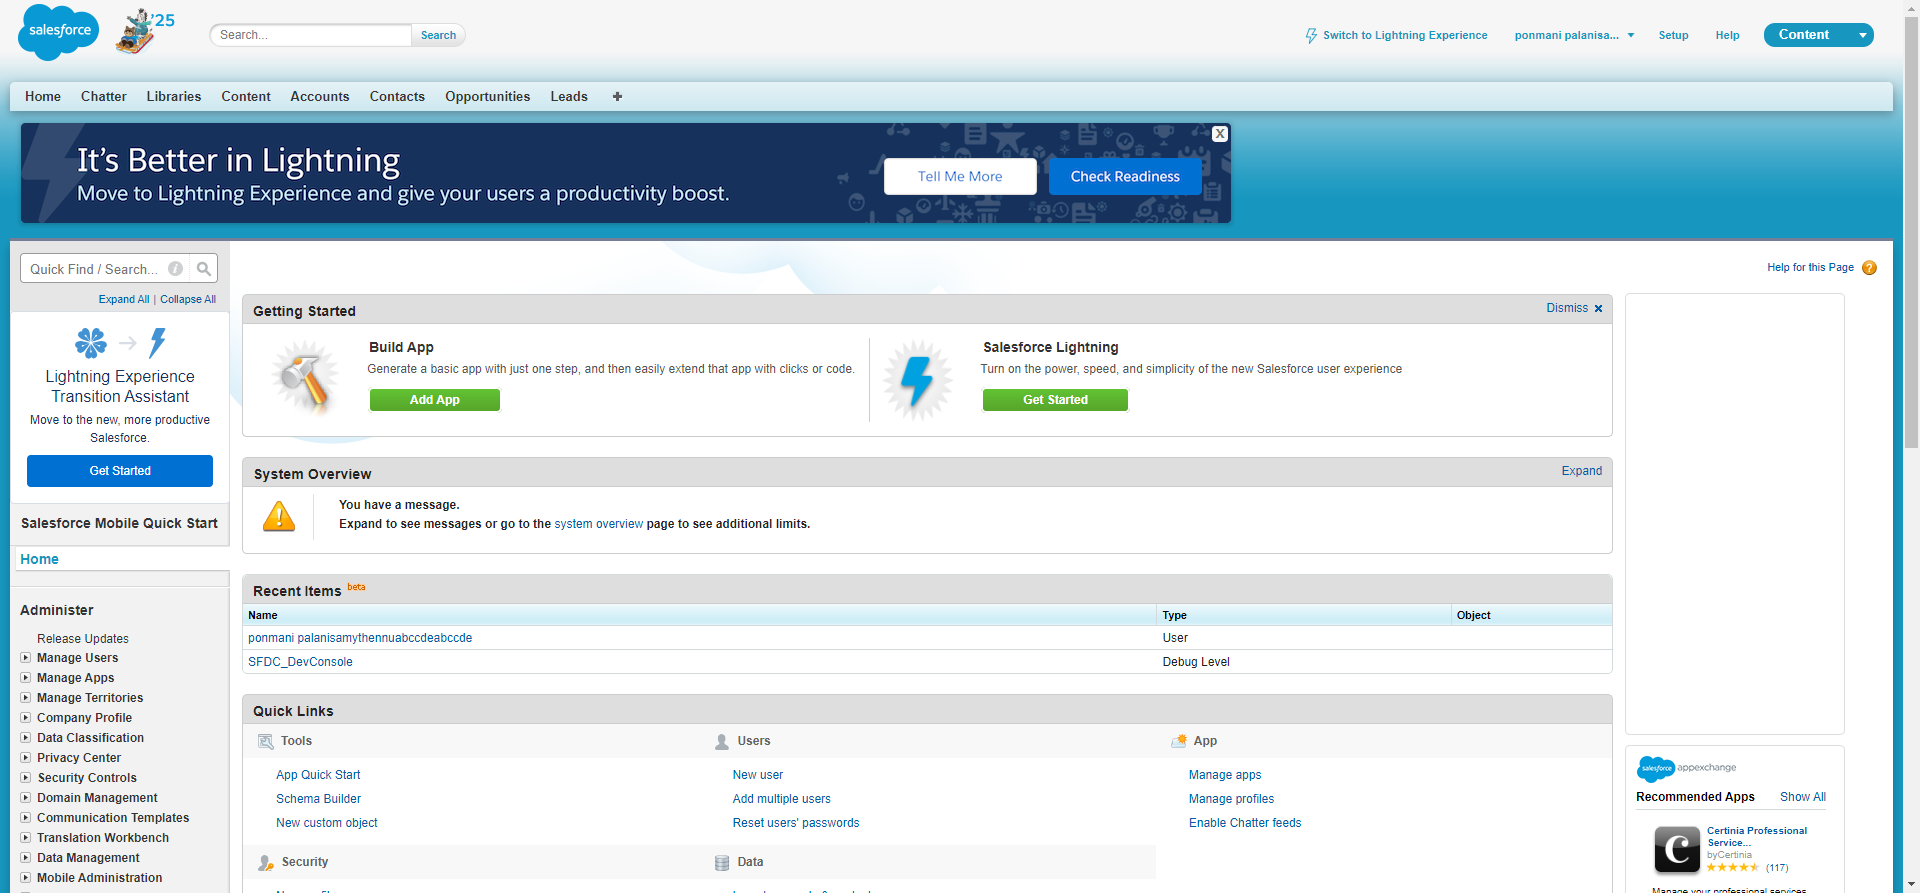 salesforce
'25
Search...
Search
Switch to Lightning Experience
ponmani palanisa...
Setup
Help
Content
Home
Chatter
Libraries
Content
Accounts
Contacts
Opportunities
Leads
+
It's Better in Lightning
Move to Lightning Experience and give your users a productivity boost.
Tell Me More
Check Readiness
X
Quick Find / Search...
Expand All | Collapse All
Lightning Experience
Transition Assistant
Move to the new, more productive
Salesforce.
Get Started
Salesforce Mobile Quick Start
Home
Administer
Release Updates
Manage Users
Manage Apps
Manage Territories
Company Profile
Data Classification
Privacy Center
Security Controls
Domain Management
Communication Templates
Translation Workbench
Data Management
Mobile Administration
Help for this Page ?
Getting Started
Dismiss
Build App
Generate a basic app with just one step, and then easily extend that app with clicks or code.
Add App
Salesforce Lightning
Turn on the power, speed, and simplicity of the new Salesforce user experience
Get Started
System Overview
Expand
You have a message.
Expand to see messages or go to the system overview page to see additional limits.
Recent Items beta
Name Type Object
ponmani palanisamythennuabccdeabccde User
SFDC_DevConsole Debug Level
Quick Links
Tools
App Quick Start
Schema Builder
New custom object
Users
New user
Add multiple users
Reset users' passwords
App
Manage apps
Manage profiles
Enable Chatter feeds
Security
Data
salesforce appexchange
Recommended Apps Show All
Certinia Professional
Service...
byCertinia
(117)
Manage your professional services